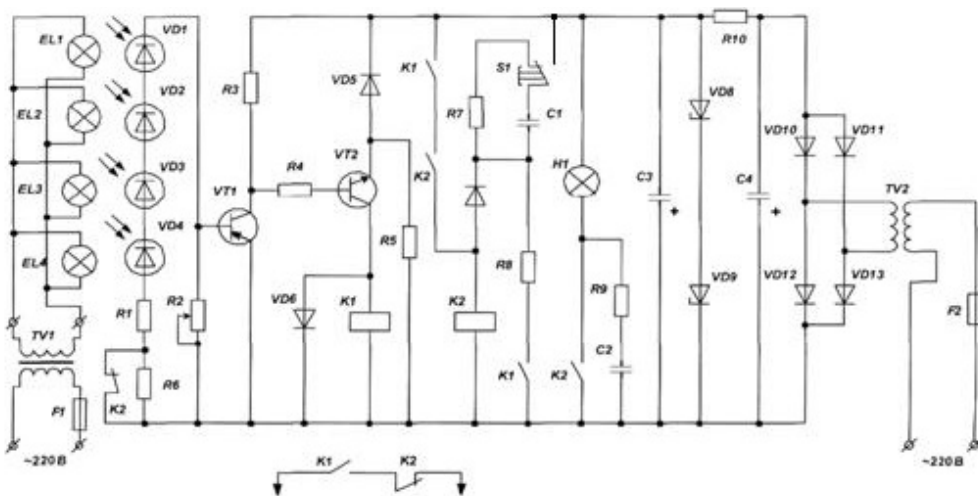 EL1
VD1
R3
VD5
K1
S1
R10
EL2
VD2
R7
C1
VD8
VD10
VD11
EL3
VD3
VT1
R4
VT2
K2
H1
C3
C4
TV2
EL4
VD4
R5
R8
R1
R2
VD6
K1
K2
R9
VD9
VD12
VD13
F2
TV1
R6
K1
K2
C2
F1
K2
~220В
K1
K2
~220В
+
+